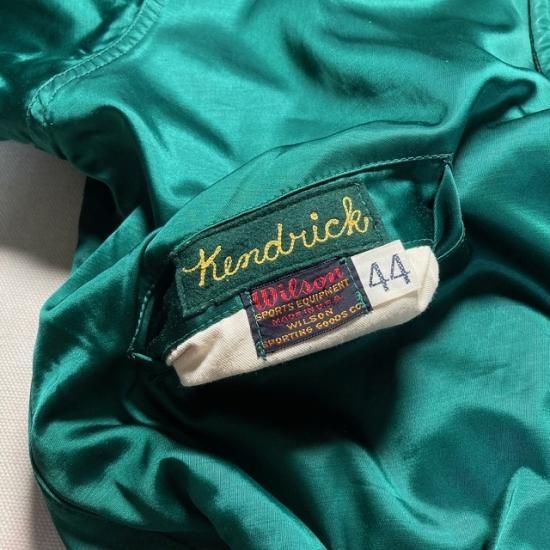 Kendrick
Wilson
SPORTS EQUIPMENT
MADE IN U.S.A.
WILSON
SPORTING GOODS CO.
44